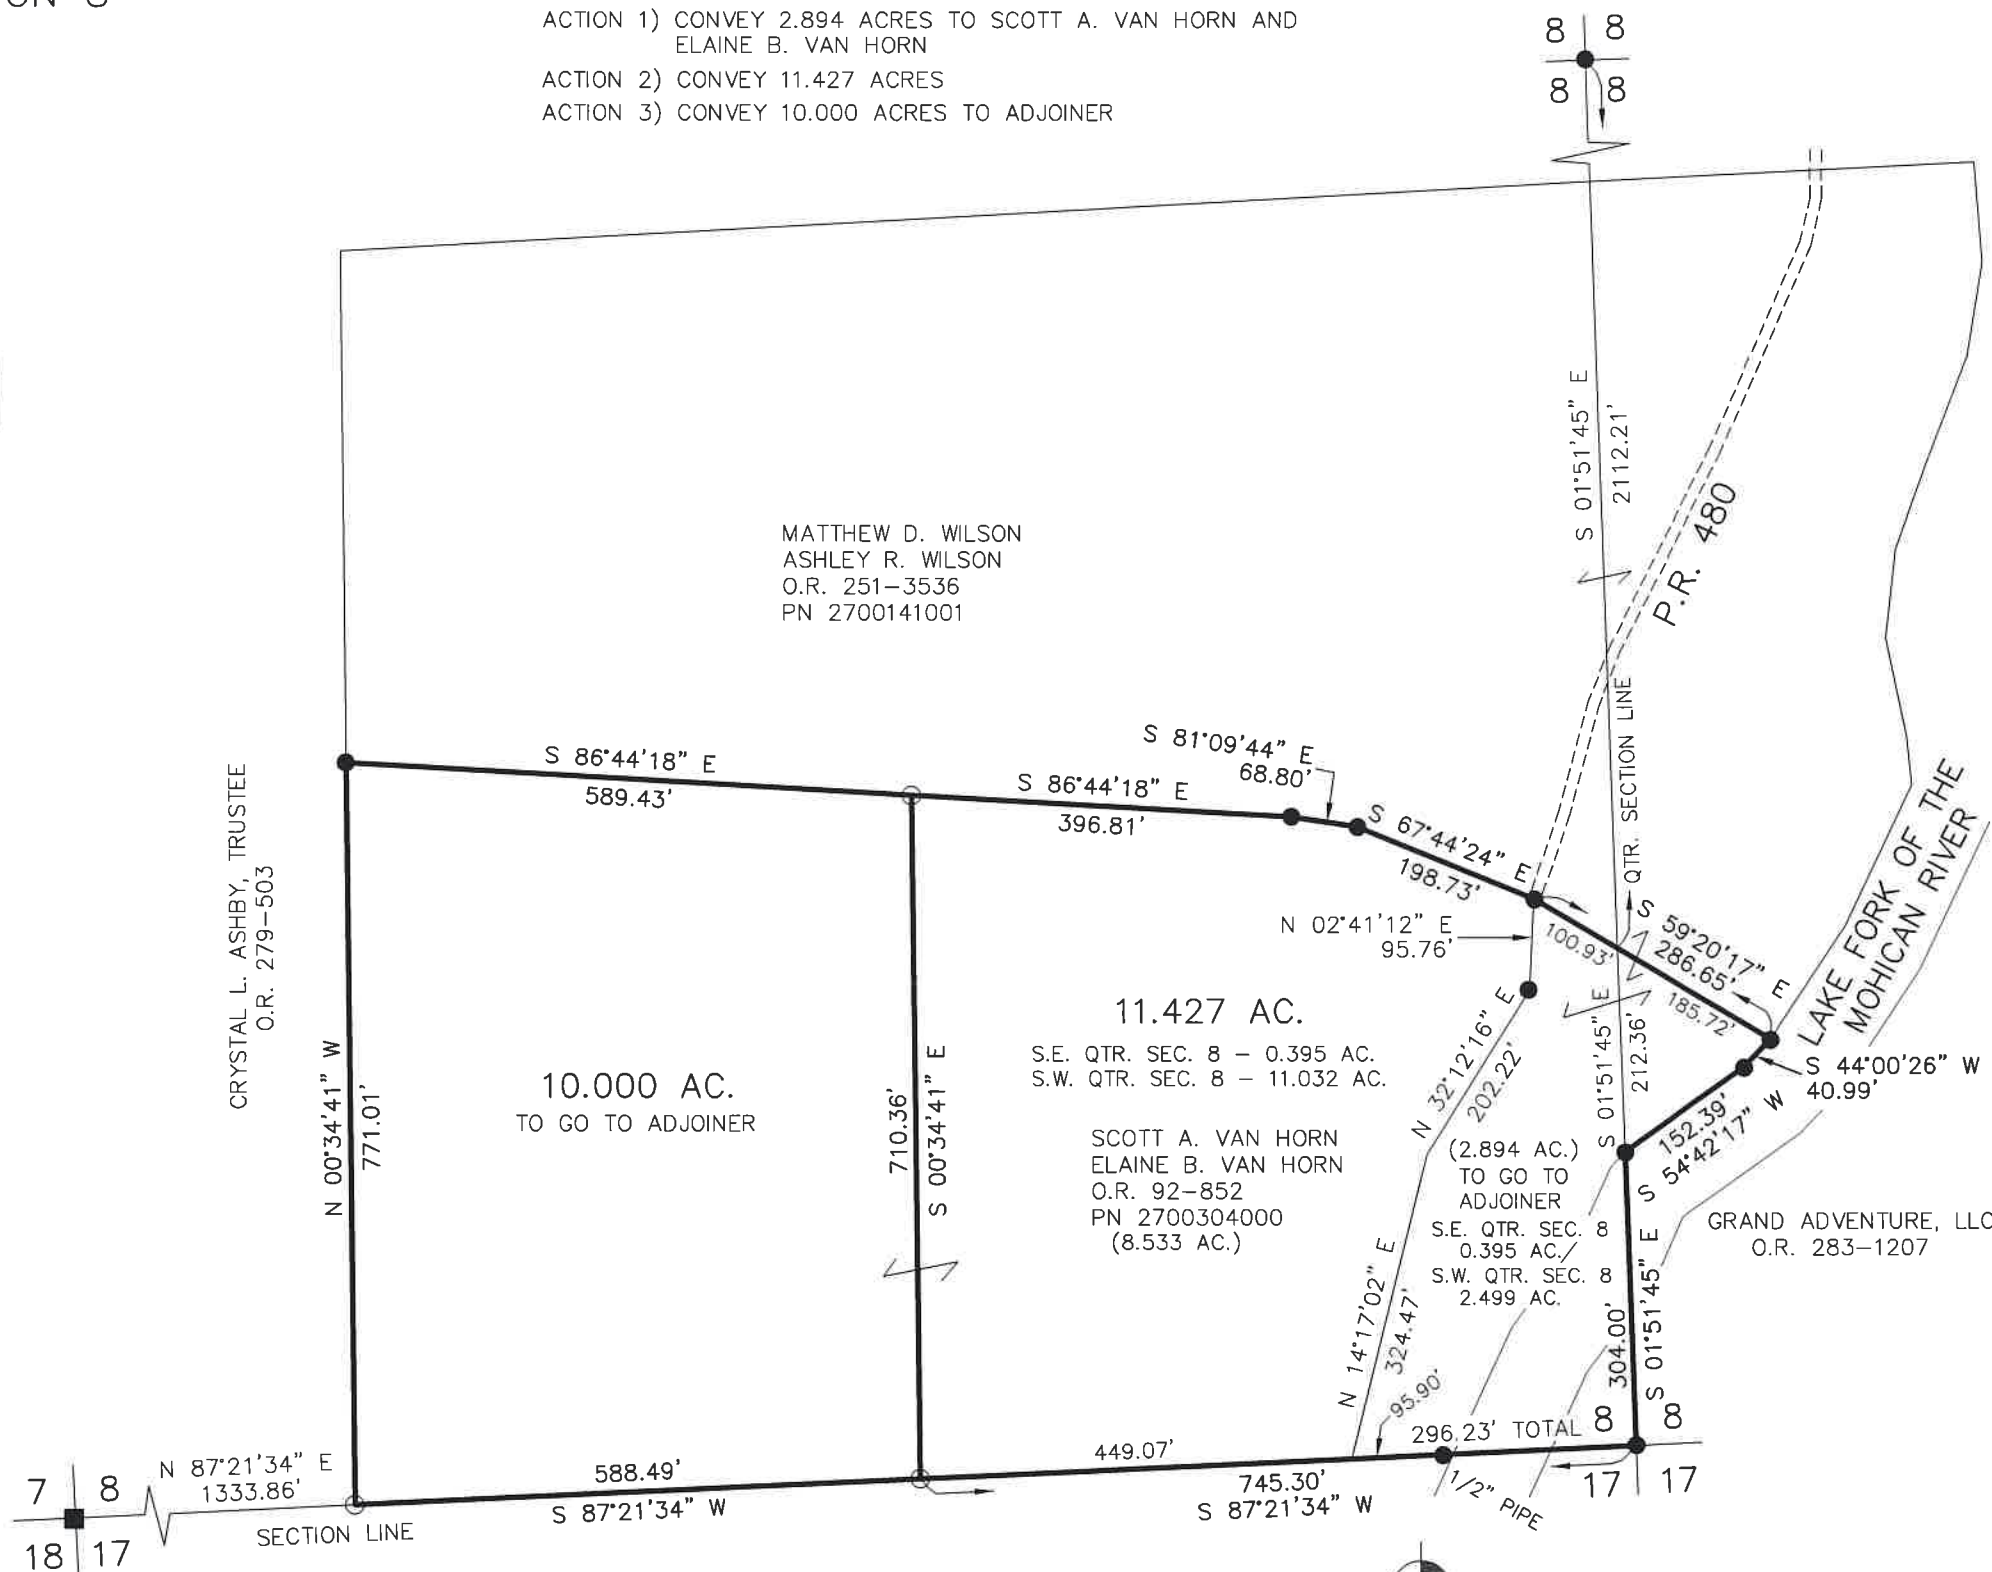 ACTION 1) CONVEY 2.894 ACRES TO SCOTT A. VAN HORN AND
ELAINE B. VAN HORN
ACTION 2) CONVEY 11.427 ACRES
ACTION 3) CONVEY 10.000 ACRES TO ADJOINER
8 8
8 8
S 01°51'45" E
2112.21'
P.R. 480
MATTHEW D. WILSON
ASHLEY R. WILSON
O.R. 251-3536
PN 2700141001
QTR. SECTION LINE
LAKE FORK OF THE
MOHICAN RIVER
CRYSTAL L. ASHBY, TRUSTEE
O.R. 279-503
S 86°44'18" E
589.43'
S 86°44'18" E
396.81'
S 81°09'44" E
68.80'
S 67°44'24" E
198.73'
N 02°41'12" E
95.76'
S 59°20'17" E
286.65'
100.93'
185.72'
S 44°00'26" W
40.99'
152.39'
S 54°42'17" W
S 01°51'45" E
212.36'
N 32°12'16" E
202.22'
N 00°34'41" W
771.01'
10.000 AC.
TO GO TO ADJOINER
710.36'
S 00°34'41" E
11.427 AC.
S.E. QTR. SEC. 8 - 0.395 AC.
S.W. QTR. SEC. 8 - 11.032 AC.
SCOTT A. VAN HORN
ELAINE B. VAN HORN
O.R. 92-852
PN 2700304000
(8.533 AC.)
(2.894 AC.)
TO GO TO
ADJOINER
S.E. QTR. SEC. 8
0.395 AC.
S.W. QTR. SEC. 8
2.499 AC.
GRAND ADVENTURE, LLC
O.R. 283-1207
N 14°17'02" E
324.47'
304.00'
S 01°51'45" E
95.90'
296.23' TOTAL
8 8
17 17
449.07'
745.30'
S 87°21'34" W
1/2" PIPE
588.49'
S 87°21'34" W
N 87°21'34" E
1333.86'
SECTION LINE
7 8
18 17